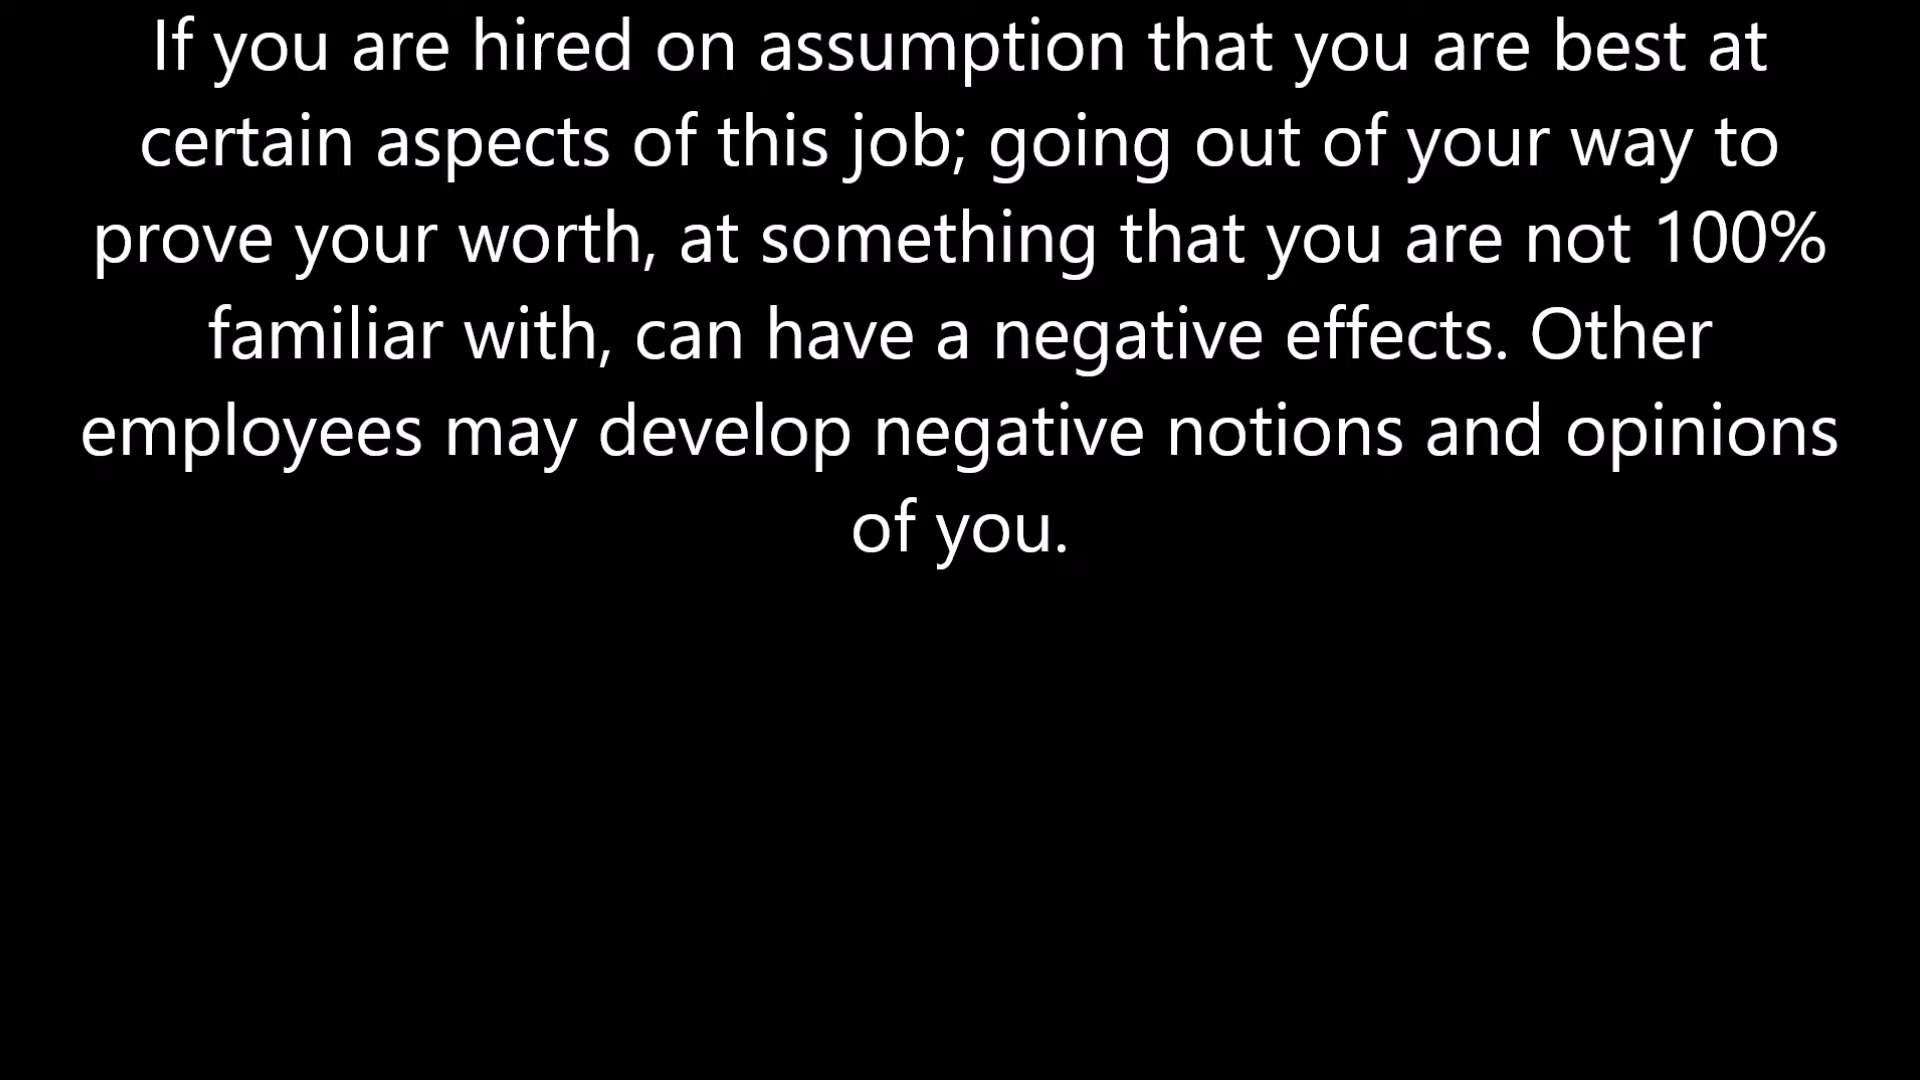 If you are hired on assumption that you are best at
certain aspects of this job; going out of your way to
prove your worth, at something that you are not 100%
familiar with, can have a negative effects. Other
employees may develop negative notions and opinions
of you.